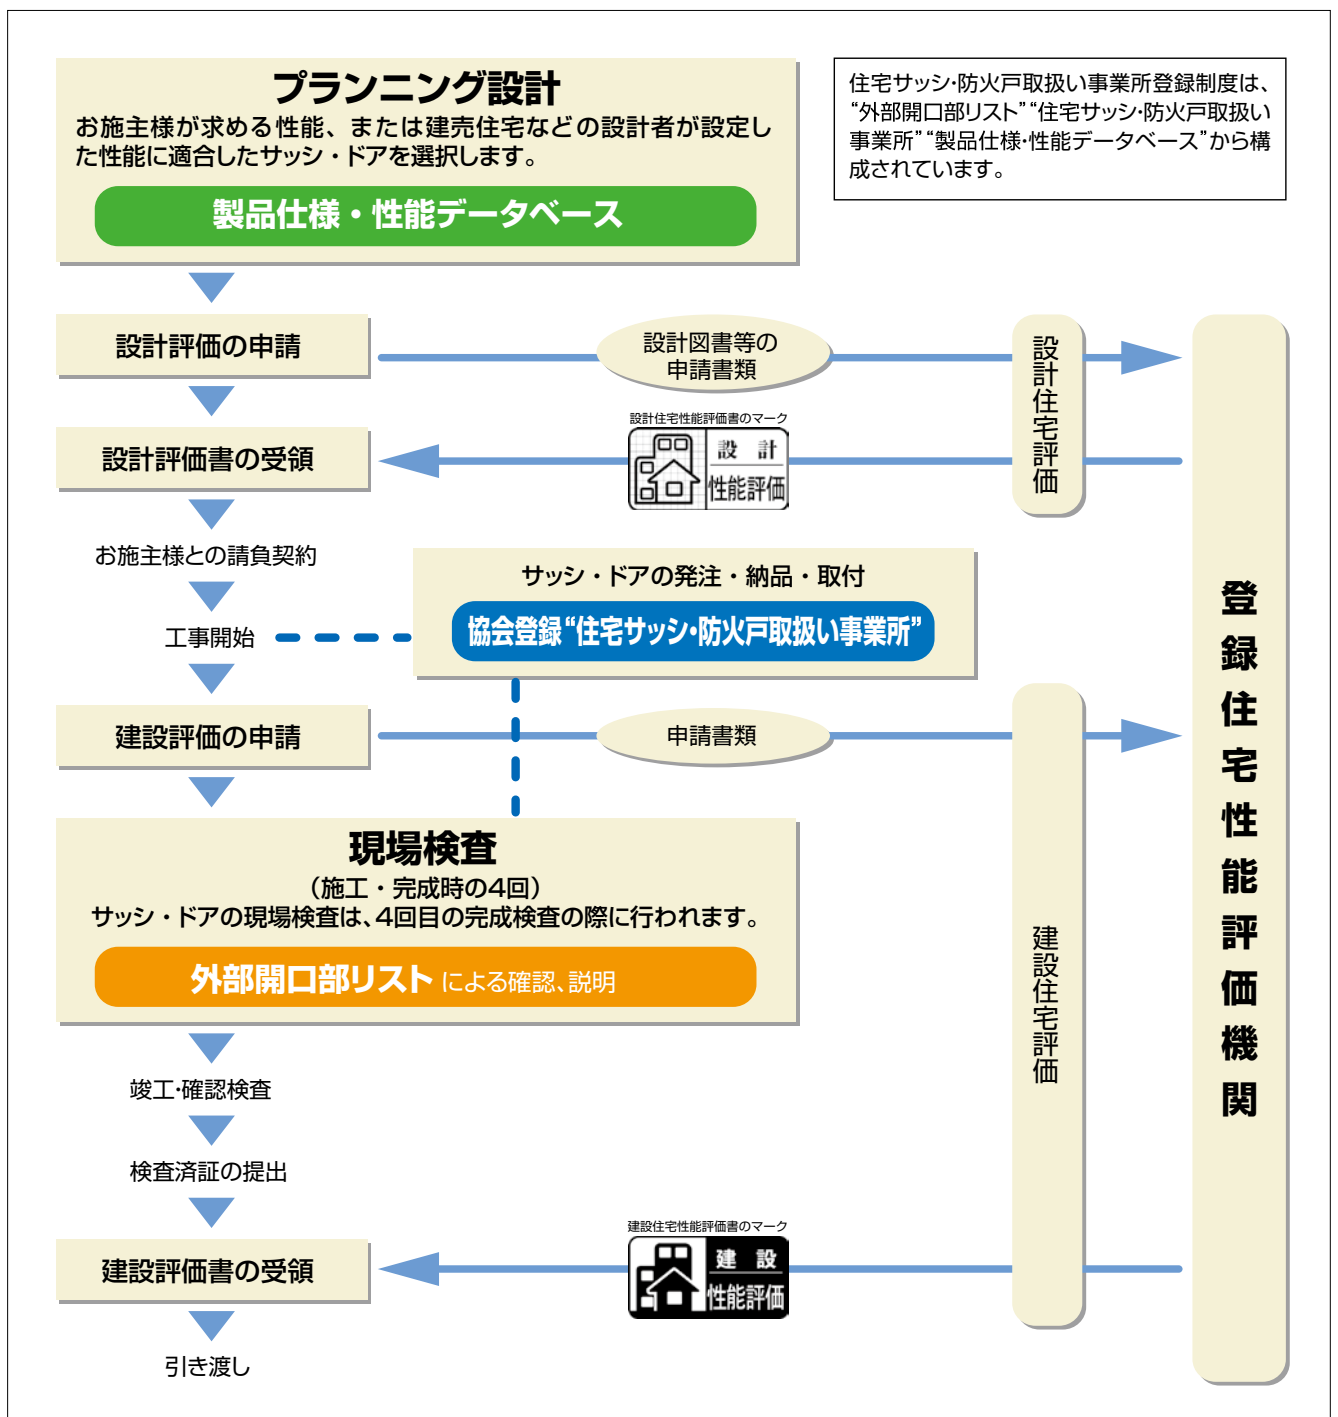 プランニング設計
お施主様が求める性能、または建売住宅などの設計者が設定し
た性能に適合したサッシ・ドアを選択します。
製品仕様・性能データベース
住宅サッシ・防火戸取扱い事業所登録制度は、
“外部開口部リスト”“住宅サッシ・防火戸取扱い
事業所”“製品仕様・性能データベース”から構
成されています。
設計評価の申請
設計図書等の
申請書類
設計住宅評価
設計住宅性能評価書のマーク
設計
性能評価
設計評価書の受領
お施主様との請負契約
サッシ・ドアの発注・納品・取付
協会登録“住宅サッシ・防火戸取扱い事業所”
工事開始
登録住宅性能評価機関
建設評価の申請
申請書類
建設住宅評価
現場検査
（施工・完成時の4回）
サッシ・ドアの現場検査は、4回目の完成検査の際に行われます。
外部開口部リスト による確認、説明
竣工・確認検査
検査済証の提出
建設住宅性能評価書のマーク
建設
性能評価
建設評価書の受領
引き渡し